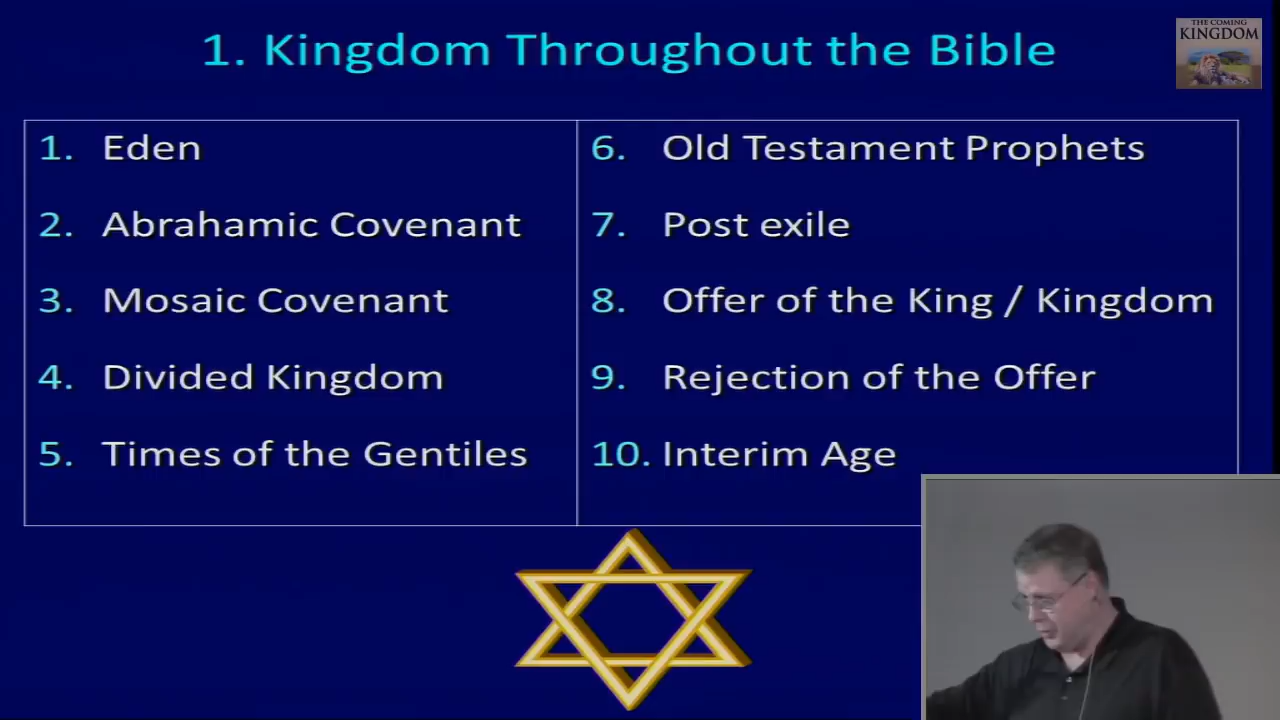 1. Kingdom Throughout the Bible
THE COMING
KINGDOM
1. Eden
2. Abrahamic Covenant
3. Mosaic Covenant
4. Divided Kingdom
5. Times of the Gentiles
6. Old Testament Prophets
7. Post exile
8. Offer of the King / Kingdom
9. Rejection of the Offer
10. Interim Age